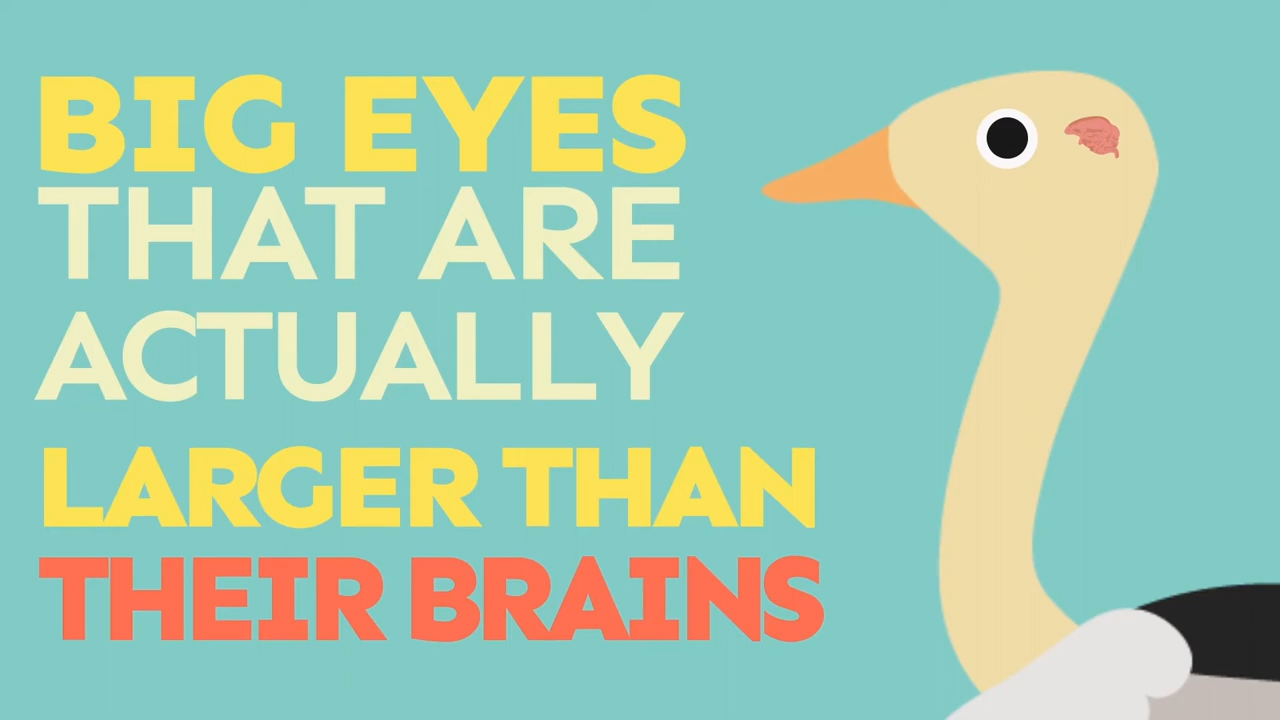 BIG EYES
THAT ARE
ACTUALLY
LARGER THAN
THEIR BRAINS